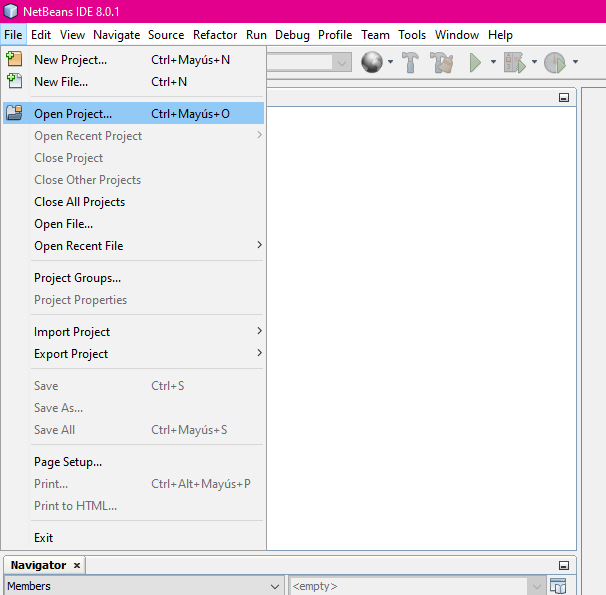 NetBeans IDE 8.0.1
File Edit View Navigate Source Refactor Run Debug Profile Team Tools Window Help
New Project... Ctrl+Mayús+N
New File... Ctrl+N
Open Project... Ctrl+Mayús+O
Open Recent Project
Close Project
Close Other Projects
Close All Projects
Open File...
Open Recent File
Project Groups...
Project Properties
Import Project
Export Project
Save Ctrl+S
Save As...
Save All Ctrl+Mayús+S
Page Setup...
Print... Ctrl+Alt+Mayús+P
Print to HTML...
Exit
Navigator ×
Members <empty>